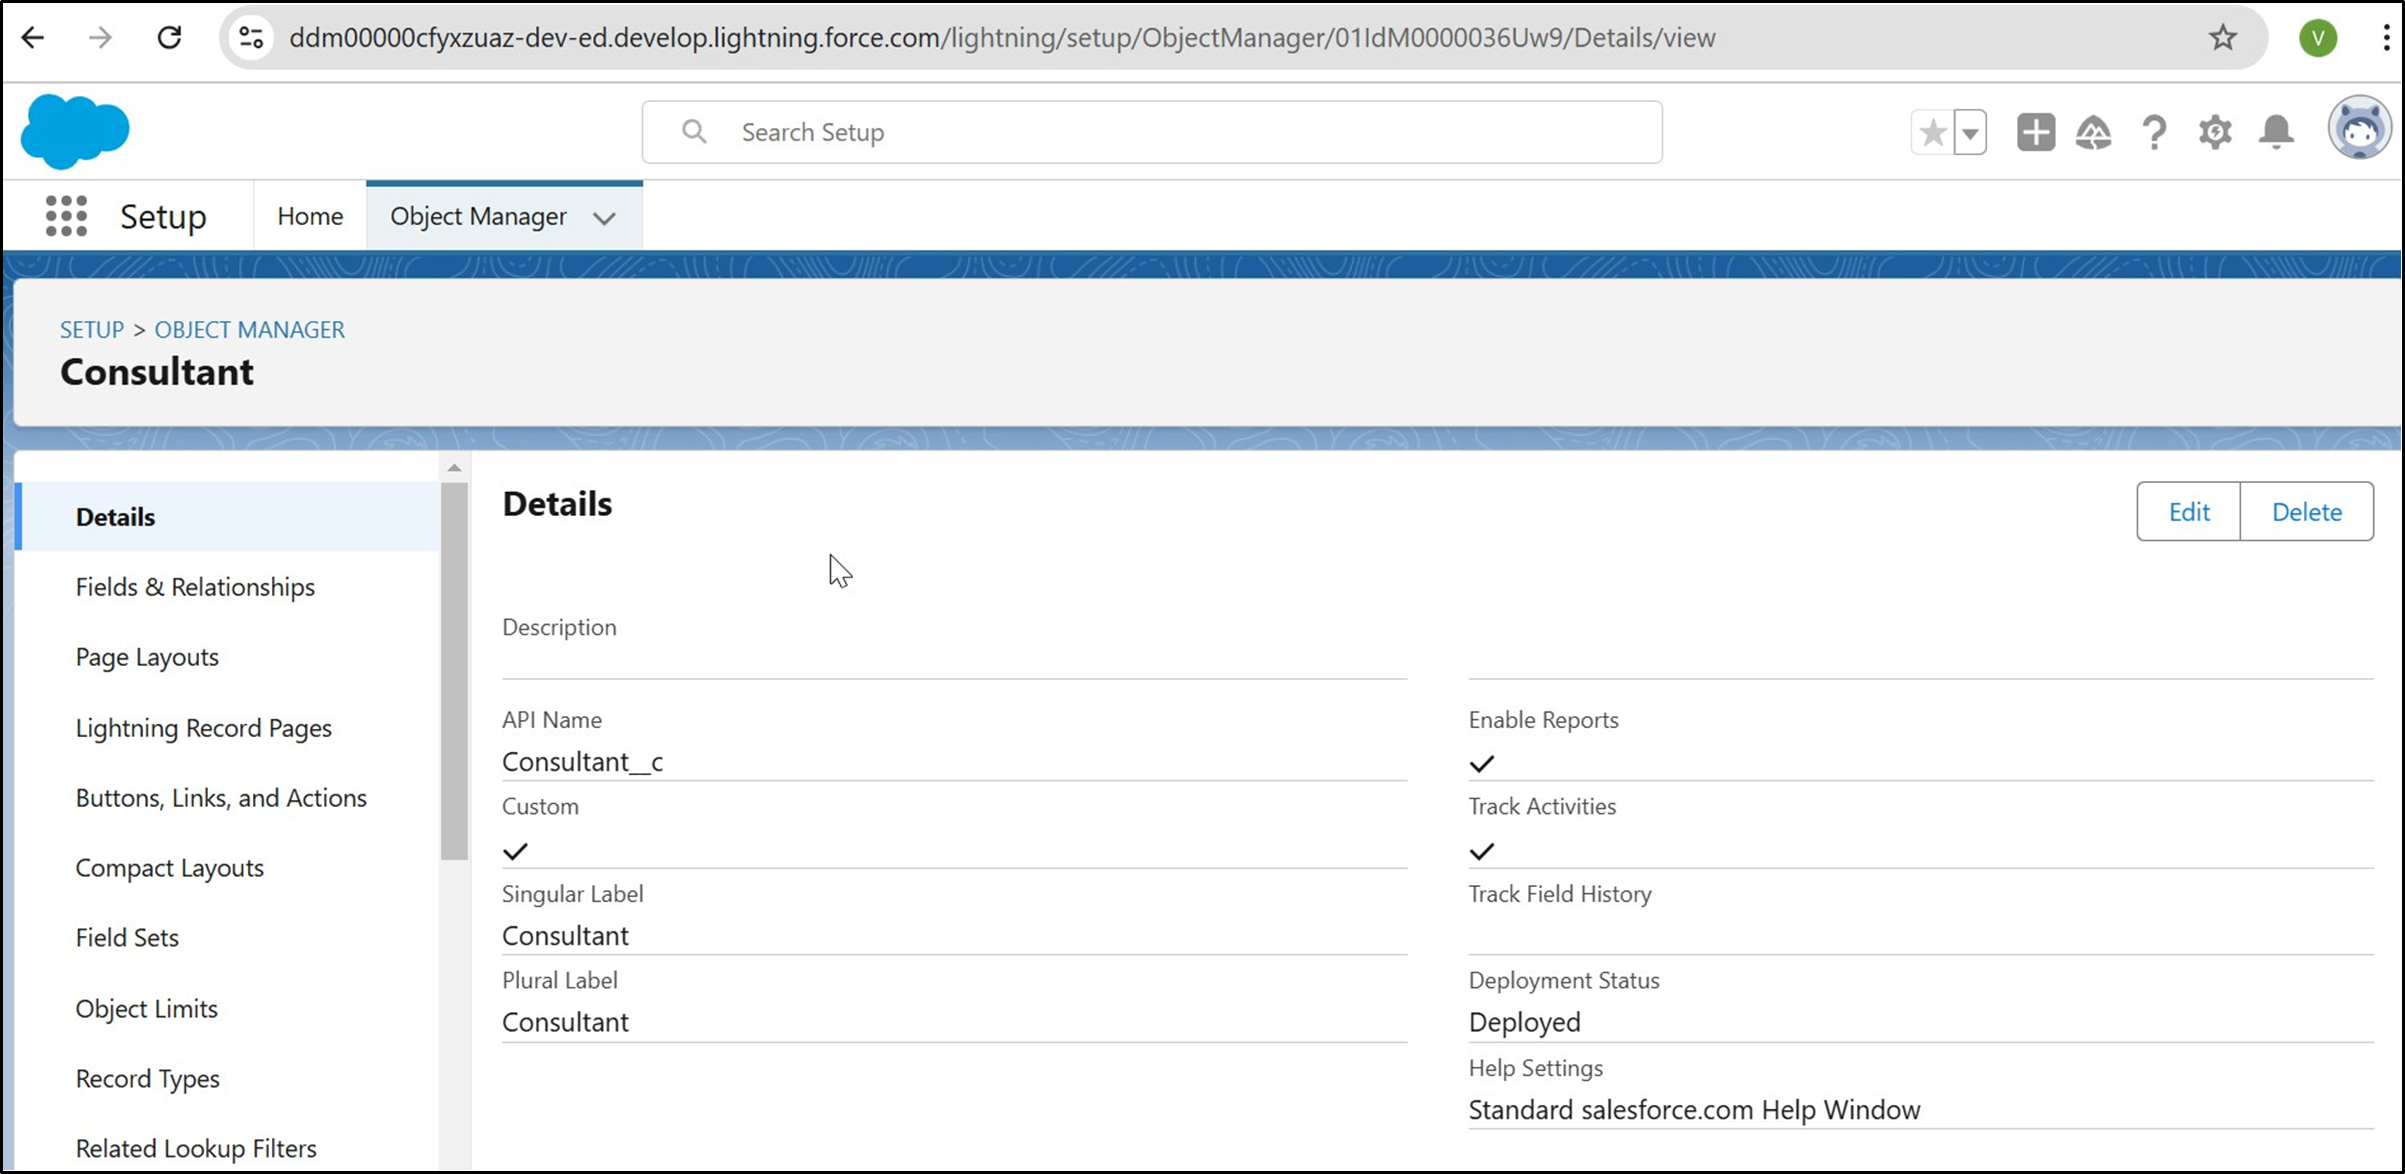 ddm00000cfyxzuaz-dev-ed.develop.lightning.force.com/lightning/setup/ObjectManager/01IdM0000036Uw9/Details/view
V
Search Setup
Setup
Home
Object Manager
SETUP > OBJECT MANAGER
Consultant
Details
Fields & Relationships
Page Layouts
Lightning Record Pages
Buttons, Links, and Actions
Compact Layouts
Field Sets
Object Limits
Record Types
Related Lookup Filters
Details
Edit
Delete
Description
API Name
Consultant__c
Custom
Singular Label
Consultant
Plural Label
Consultant
Enable Reports
Track Activities
Track Field History
Deployment Status
Deployed
Help Settings
Standard salesforce.com Help Window